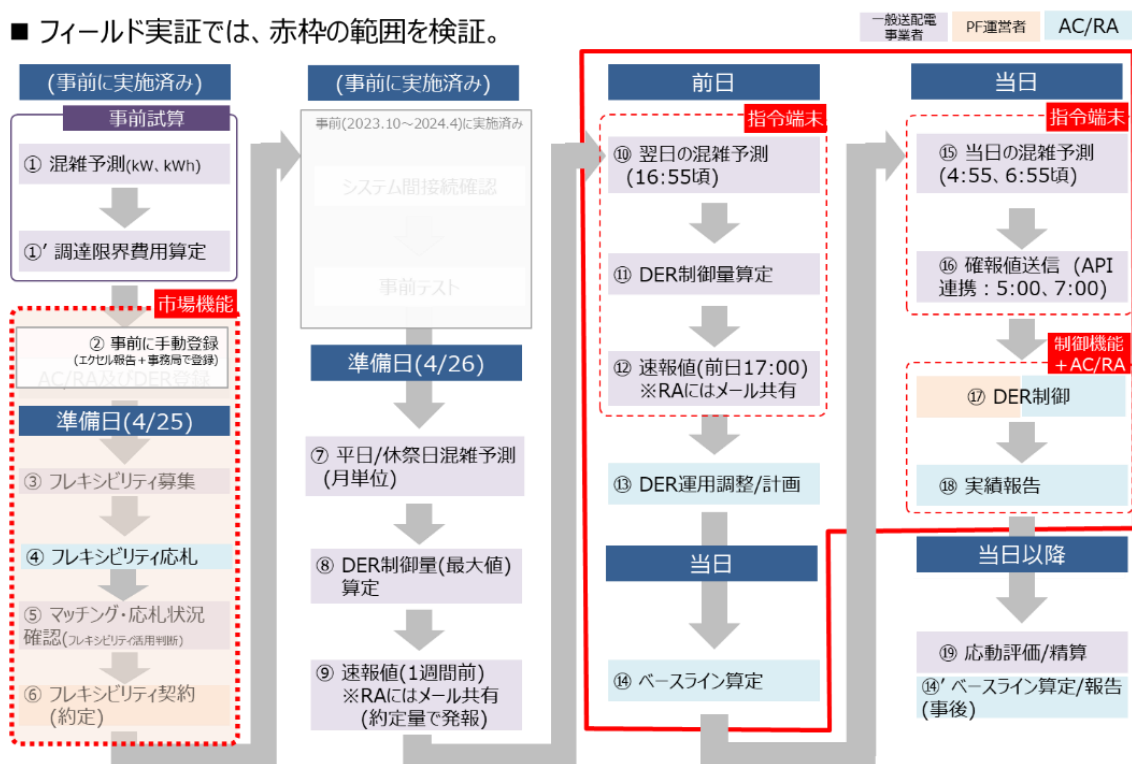 ■ フィールド実証では、赤枠の範囲を検証。
一般送配電
事業者
PF運営者
AC/RA
(事前に実施済み)
事前試算
① 混雑予測(kW、kWh)
①′ 調達限界費用算定
市場機能
② 事前に手動登録
(エクセル報告+事務局で登録)
AC/RA及びDER登録
準備日(4/25)
③ フレキシビリティ募集
④ フレキシビリティ応札
⑤ マッチング・応札状況
確認(フレキシビリティ活用判断)
⑥ フレキシビリティ契約
(約定)
(事前に実施済み)
事前(2023.10~2024.4)に実施済み
システム間接続確認
事前テスト
準備日(4/26)
⑦ 平日/休祭日混雑予測
(月単位)
⑧ DER制御量(最大値)
算定
⑨ 速報値(1週間前)
※RAにはメール共有
(約定量で発報)
前日
指令端末
⑩ 翌日の混雑予測
(16:55頃)
⑪ DER制御量算定
⑫ 速報値(前日17:00)
※RAにはメール共有
⑬ DER運用調整/計画
当日
⑭ ベースライン算定
当日
指令端末
⑮ 当日の混雑予測
(4:55、6:55頃)
⑯ 確報値送信 (API
連携:5:00、7:00)
制御機能
+AC/RA
⑰ DER制御
⑱ 実績報告
当日以降
⑲ 応動評価/精算
⑭′ ベースライン算定/報告
(事後)